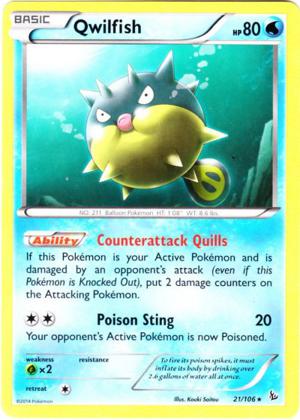 BASIC
Qwilfish
HP 80
NO. 211 Balloon Pokémon HT: 1'08" WT: 8.6 lbs.
Ability Counterattack Quills
If this Pokémon is your Active Pokémon and is
damaged by an opponent's attack (even if this
Pokémon is Knocked Out), put 2 damage counters on
the Attacking Pokémon.
Poison Sting 20
Your opponent's Active Pokémon is now Poisoned.
weakness resistance
×2
retreat
To fire its poison spikes, it must
inflate its body by drinking over
2.6 gallons of water all at once.
©2014 Pokémon
Illus. Kouki Saitou
21/106 ★